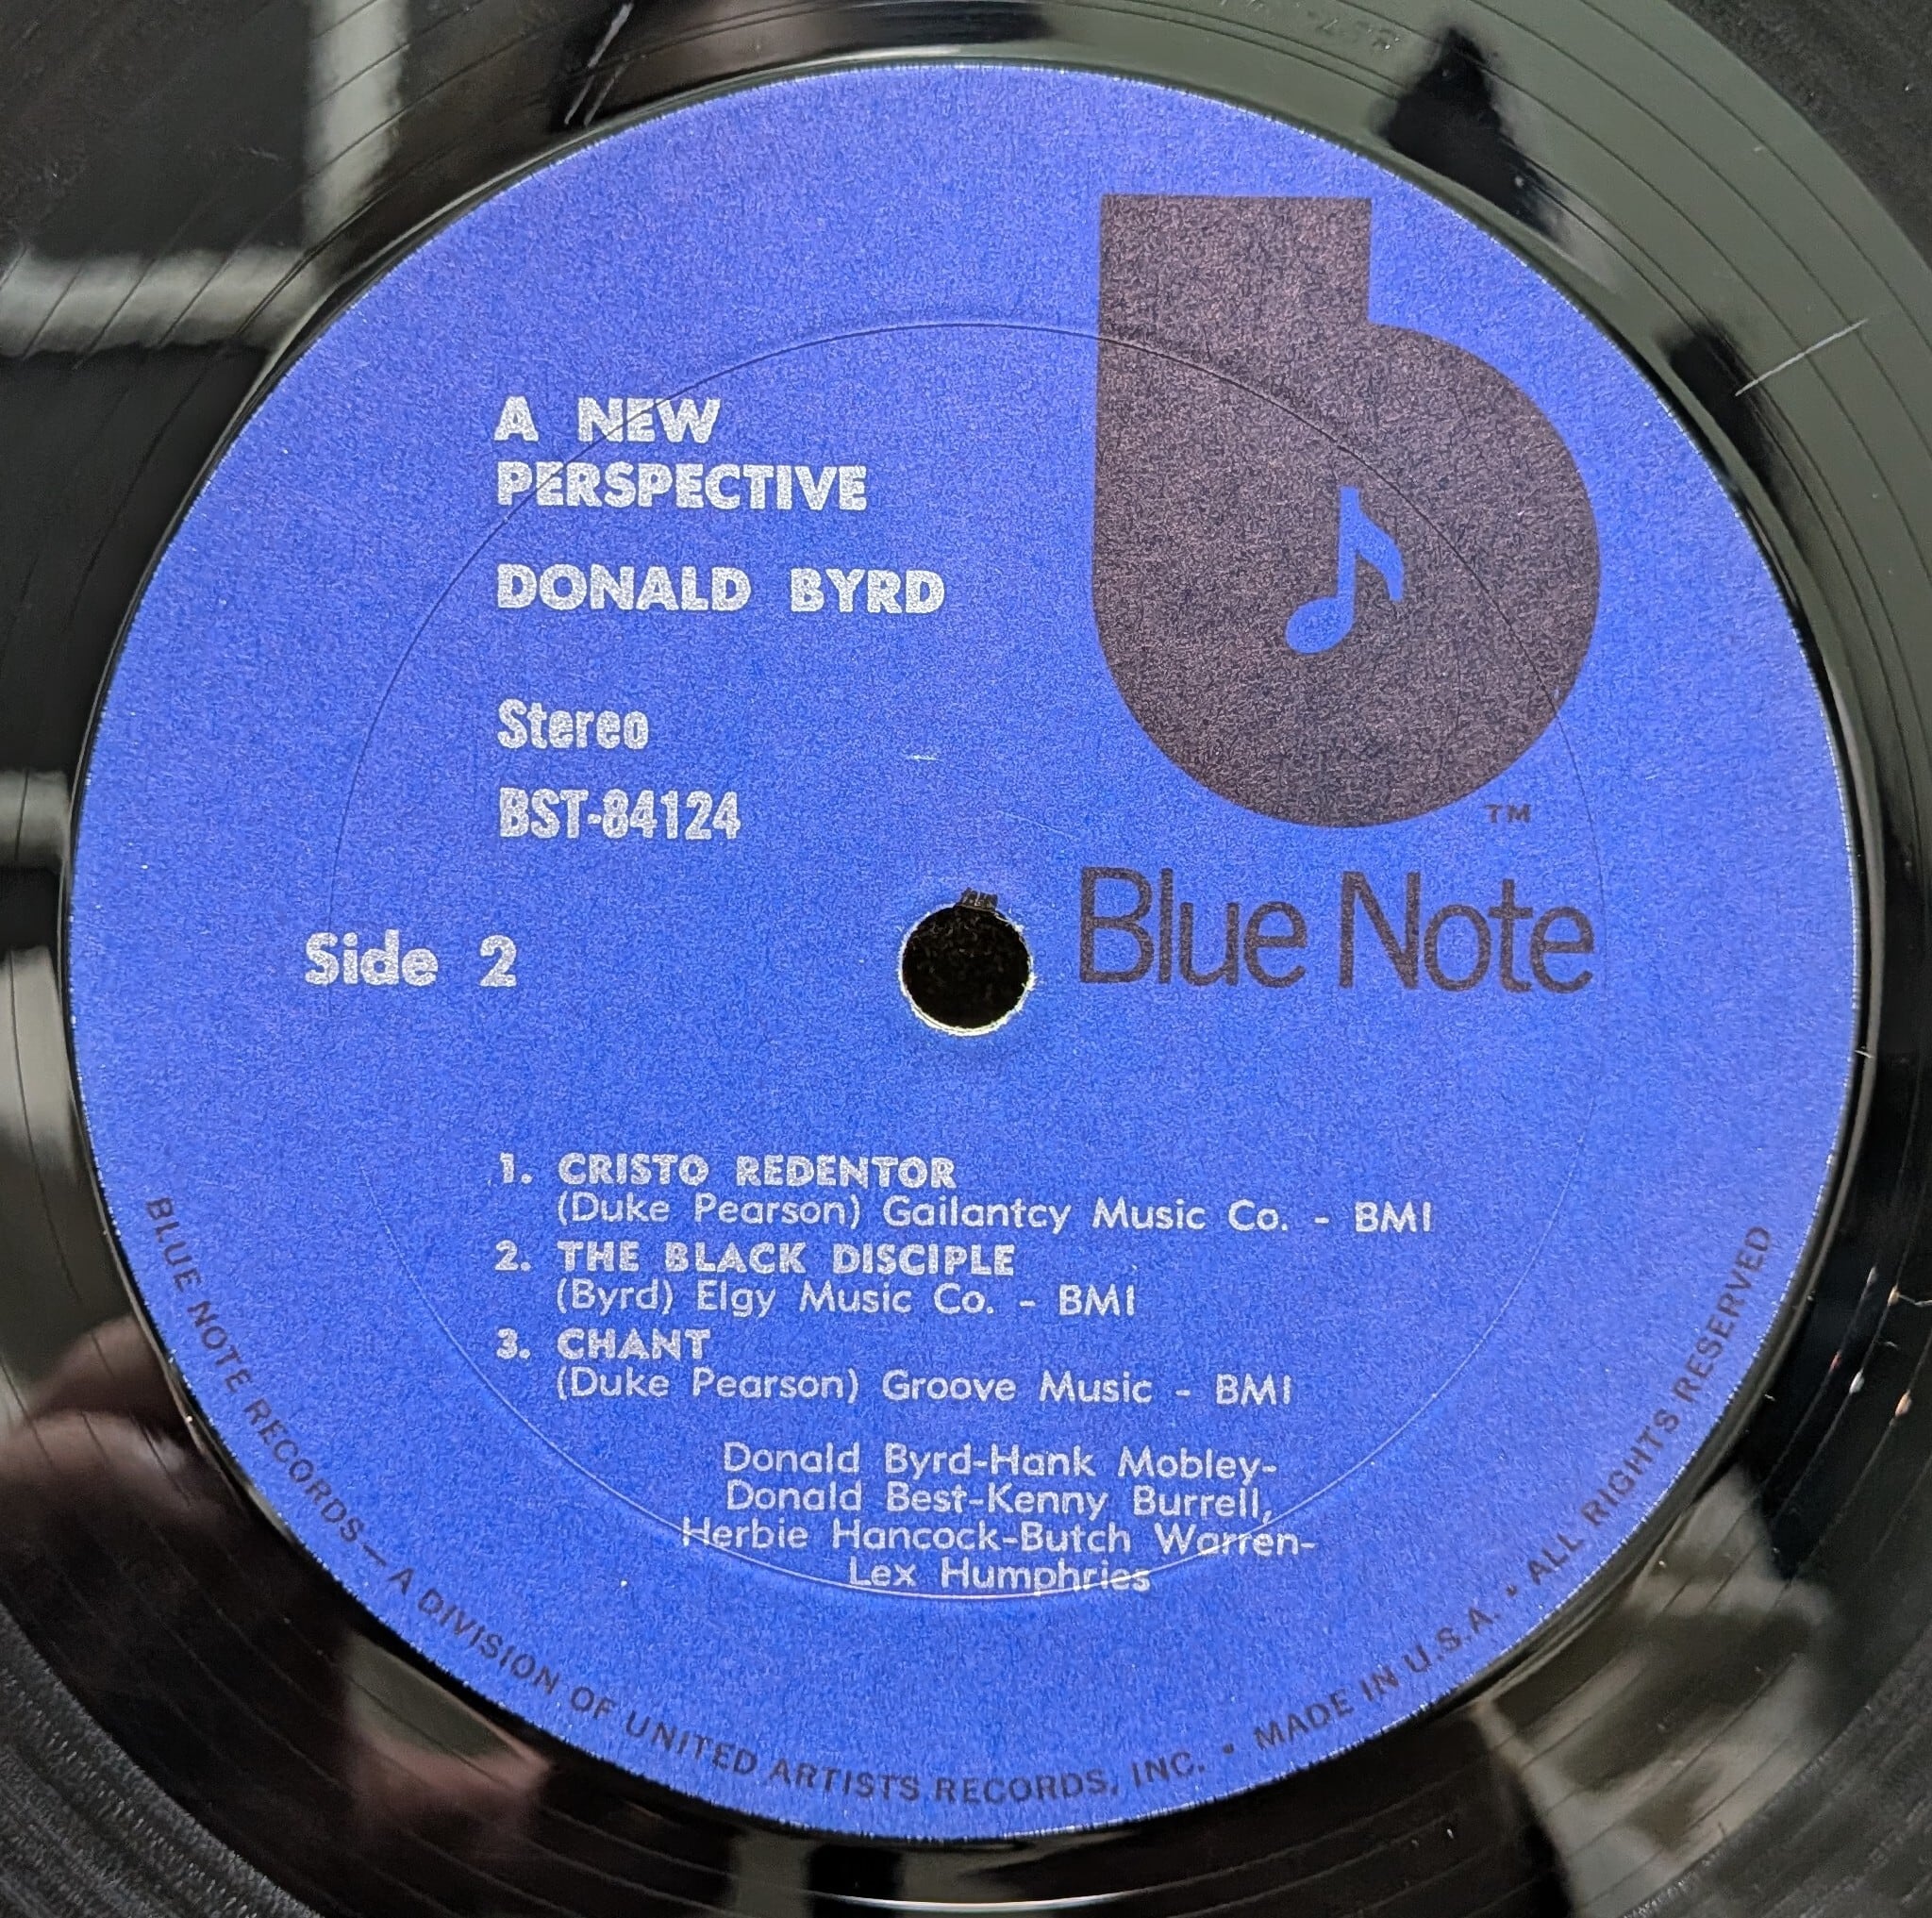 A NEW
PERSPECTIVE
DONALD BYRD
Stereo
BST-84124
TM
Blue Note
Side 2
1. CRISTO REDENTOR
(Duke Pearson) Gailantcy Music Co. - BMI
2. THE BLACK DISCIPLE
(Byrd) Elgy Music Co. - BMI
3. CHANT
(Duke Pearson) Groove Music - BMI
Donald Byrd-Hank Mobley-
Donald Best-Kenny Burrell,
Herbie Hancock-Butch Warren-
Lex Humphries
BLUE NOTE RECORDS—A DIVISION OF UNITED ARTISTS RECORDS, INC. • MADE IN U.S.A. • ALL RIGHTS RESERVED